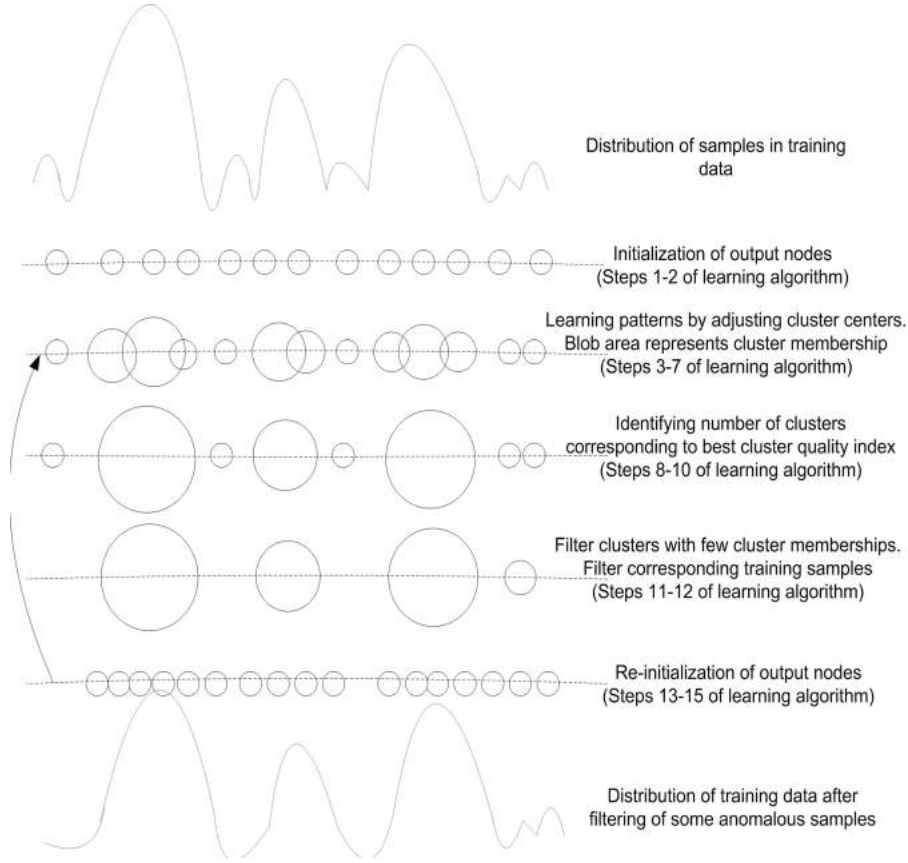 Distribution of samples in training
data
Initialization of output nodes
(Steps 1-2 of learning algorithm)
Learning patterns by adjusting cluster centers.
Blob area represents cluster membership
(Steps 3-7 of learning algorithm)
Identifying number of clusters
corresponding to best cluster quality index
(Steps 8-10 of learning algorithm)
Filter clusters with few cluster memberships.
Filter corresponding training samples
(Steps 11-12 of learning algorithm)
Re-initialization of output nodes
(Steps 13-15 of learning algorithm)
Distribution of training data after
filtering of some anomalous samples